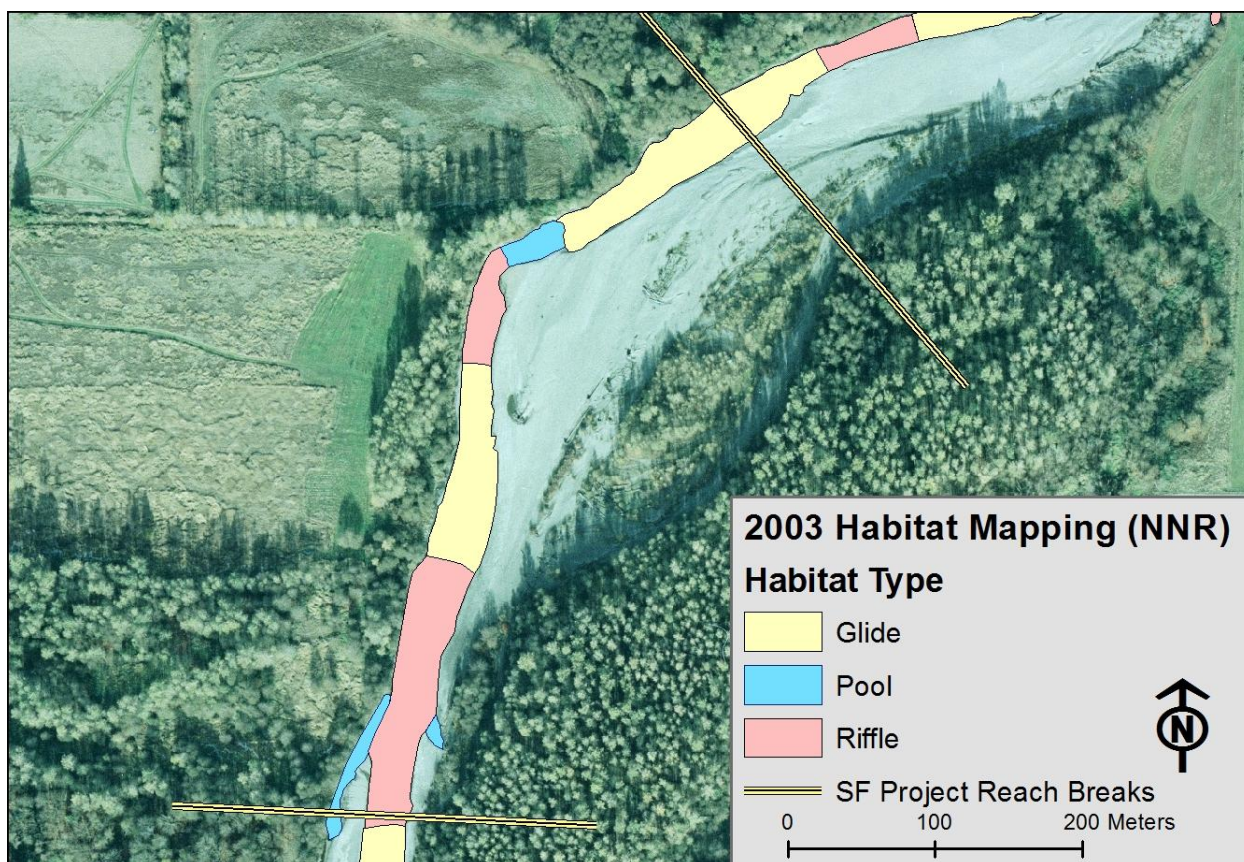 2003 Habitat Mapping (NNR)
Habitat Type
Glide
Pool
Riffle
SF Project Reach Breaks
N
0 100 200 Meters